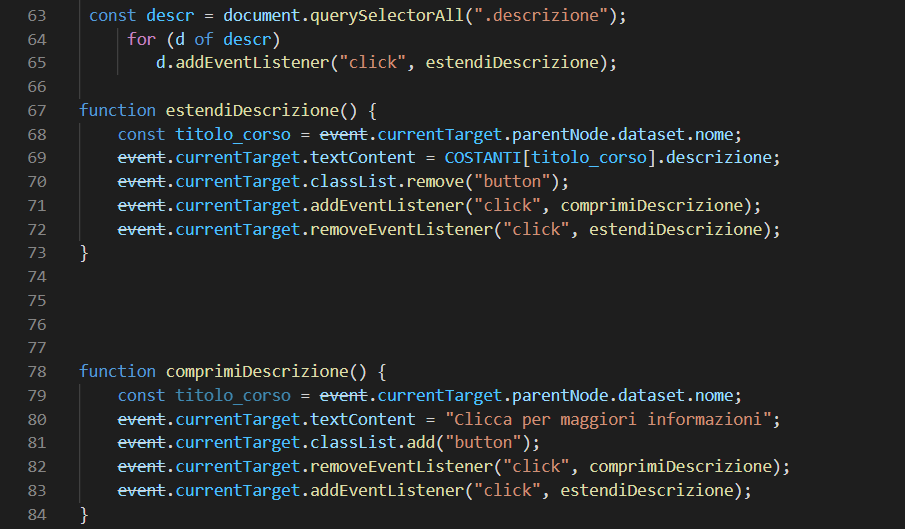 63 const descr = document.querySelectorAll(".descrizione");
64 for (d of descr)
65 d.addEventListener("click", estendiDescrizione);
66
67 function estendiDescrizione() {
68 const titolo_corso = event.currentTarget.parentNode.dataset.nome;
69 event.currentTarget.textContent = COSTANTI[titolo_corso].descrizione;
70 event.currentTarget.classList.remove("button");
71 event.currentTarget.addEventListener("click", comprimiDescrizione);
72 event.currentTarget.removeEventListener("click", estendiDescrizione);
73 }
74
75
76
77
78 function comprimiDescrizione() {
79 const titolo_corso = event.currentTarget.parentNode.dataset.nome;
80 event.currentTarget.textContent = "Clicca per maggiori informazioni";
81 event.currentTarget.classList.add("button");
82 event.currentTarget.removeEventListener("click", comprimiDescrizione);
83 event.currentTarget.addEventListener("click", estendiDescrizione);
84 }